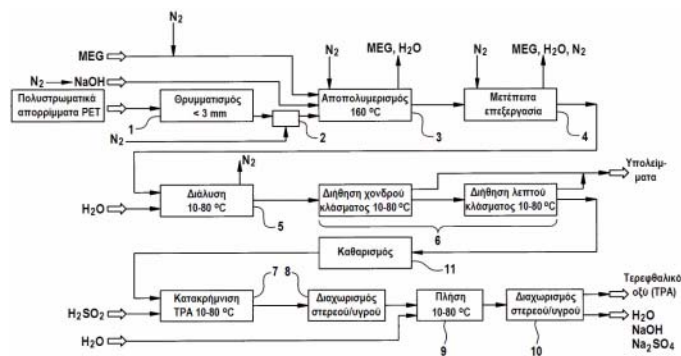 N₂
MEG
N₂ NaOH
Πολυστρωματικά
απορρίμματα PET
N₂
Θρυμματισμός
< 3 mm
1
2
N₂
MEG, H₂O
Αποπολυμερισμός
160 °C
3
N₂
MEG, H₂O, N₂
Μετέπειτα
επεξεργασία
4
N₂
H₂O
Διάλυση
10-80 °C
5
Διήθηση χονδρού
κλάσματος 10-80 °C
Διήθηση λεπτού
κλάσματος 10-80 °C
6
Υπολείμ-
ματα
Καθαρισμός
11
H₂SO₂
H₂O
Κατακρήμνιση
TPA 10-80 °C
7
8
Διαχωρισμός
στερεού/υγρού
Πλήση
10-80 °C
9
Διαχωρισμός
στερεού/υγρού
10
Τερεφθαλικό
οξύ (TPA)
H₂O
NaOH
Na₂SO₄